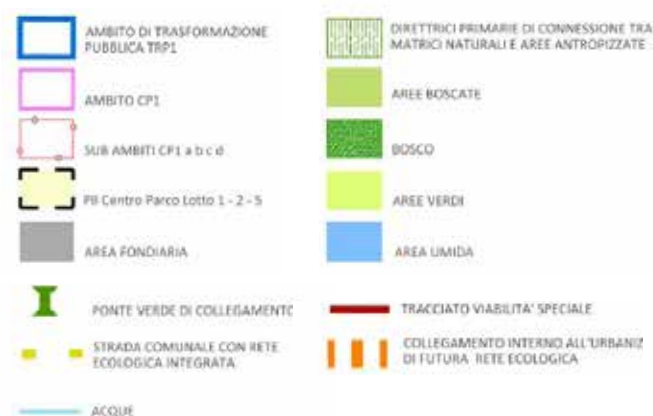 AMBITO DI TRASFORMAZIONE
PUBBLICA TRP1
AMBITO CP1
SUB AMBITI CP1 a b c d
PII Centro Parco Lotto 1 - 2 - 5
AREA FONDIARIA
DIRETTRICI PRIMARIE DI CONNESSIONE TRA
MATRICI NATURALI E AREE ANTROPIZZATE
AREE BOSCATE
BOSCO
AREE VERDI
AREA UMIDA
PONTE VERDE DI COLLEGAMENTO
STRADA COMUNALE CON RETE
ECOLOGICA INTEGRATA
ACQUE
TRACCIATO VIABILITA' SPECIALE
COLLEGAMENTO INTERNO ALL'URBANIZ
DI FUTURA RETE ECOLOGICA